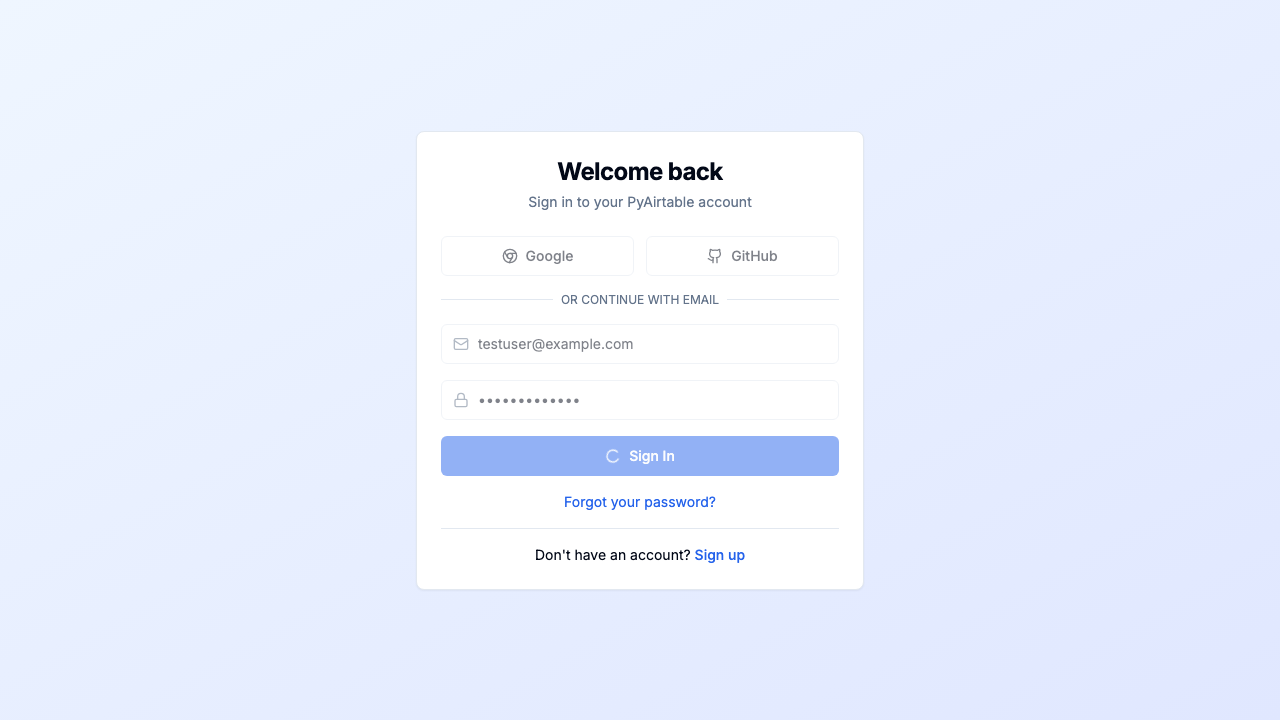 Welcome back
Sign in to your PyAirtable account
Google
GitHub
OR CONTINUE WITH EMAIL
testuser@example.com
•••••••••••••
Sign In
Forgot your password?
Don't have an account? Sign up